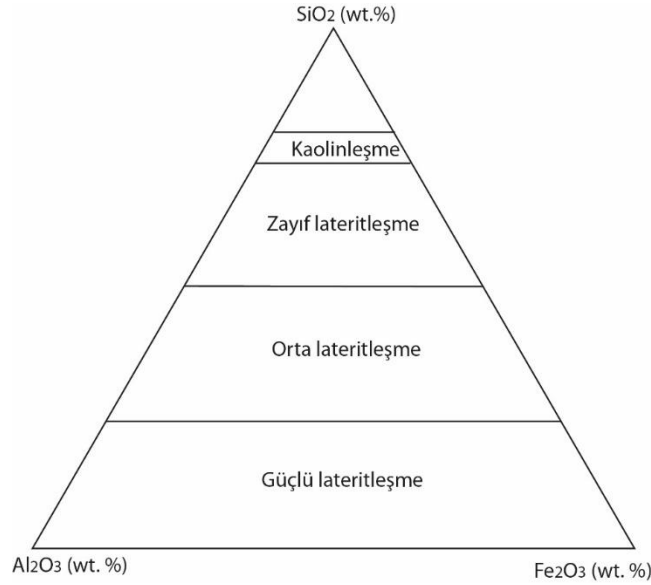 SiO2 (wt.%)
Kaolinleşme
Zayıf lateritleşme
Orta lateritleşme
Güçlü lateritleşme
Al2O3 (wt. %)
Fe2O3 (wt. %)